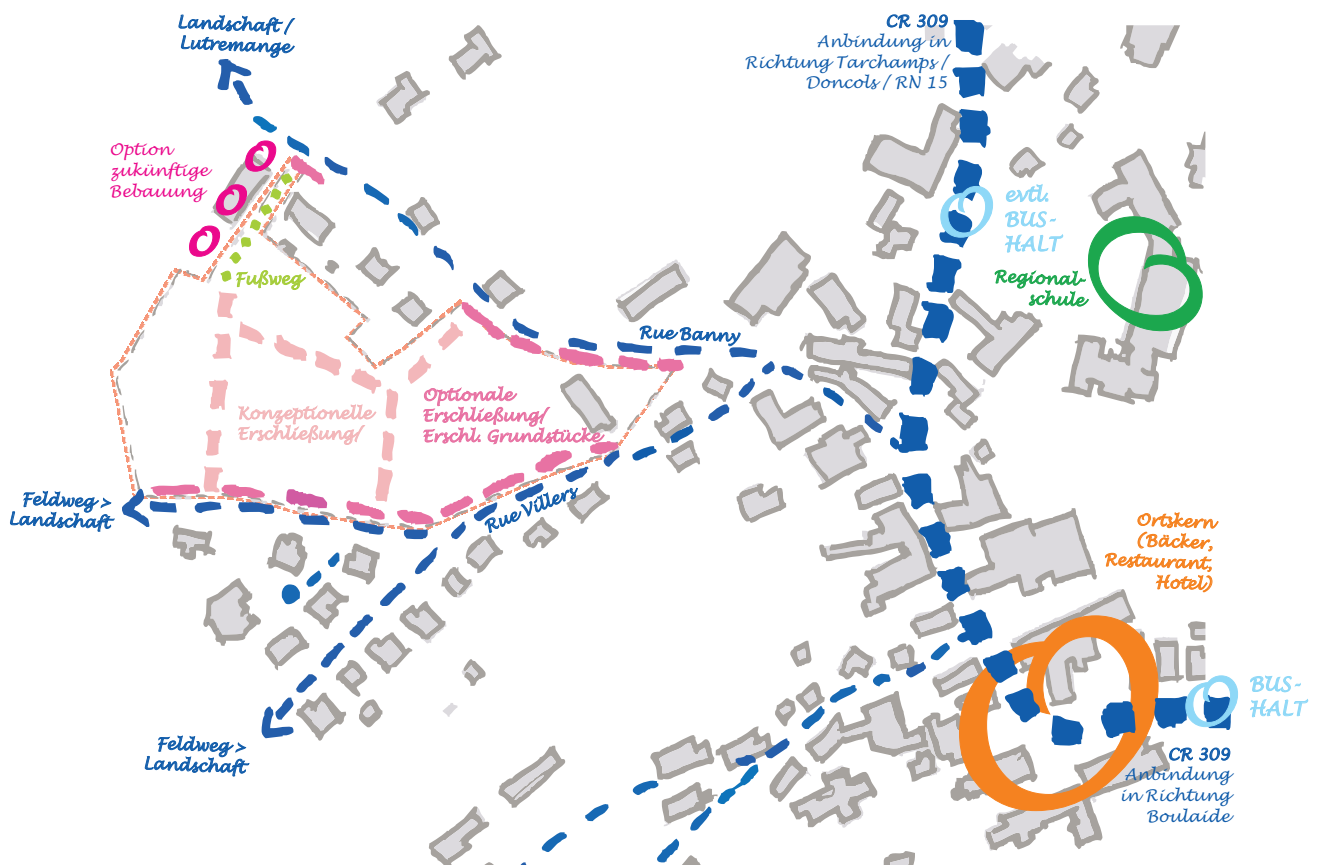 Landschaft /
Lutremange
CR 309
Anbindung in
Richtung Tarchamps /
Doncols / RN 15
Option
zukünftige
Bebauung
evtl.
BUS-
HALT
Fußweg
Regional-
schule
Rue Banny
Konzeptionelle
Erschließung/
Optionale
Erschließung/
Erschl. Grundstücke
Feldweg >
Landschaft
Rue Villers
Ortskern
(Bäcker,
Restaurant,
Hotel)
BUS-
HALT
Feldweg >
Landschaft
CR 309
Anbindung
in Richtung
Boulaide